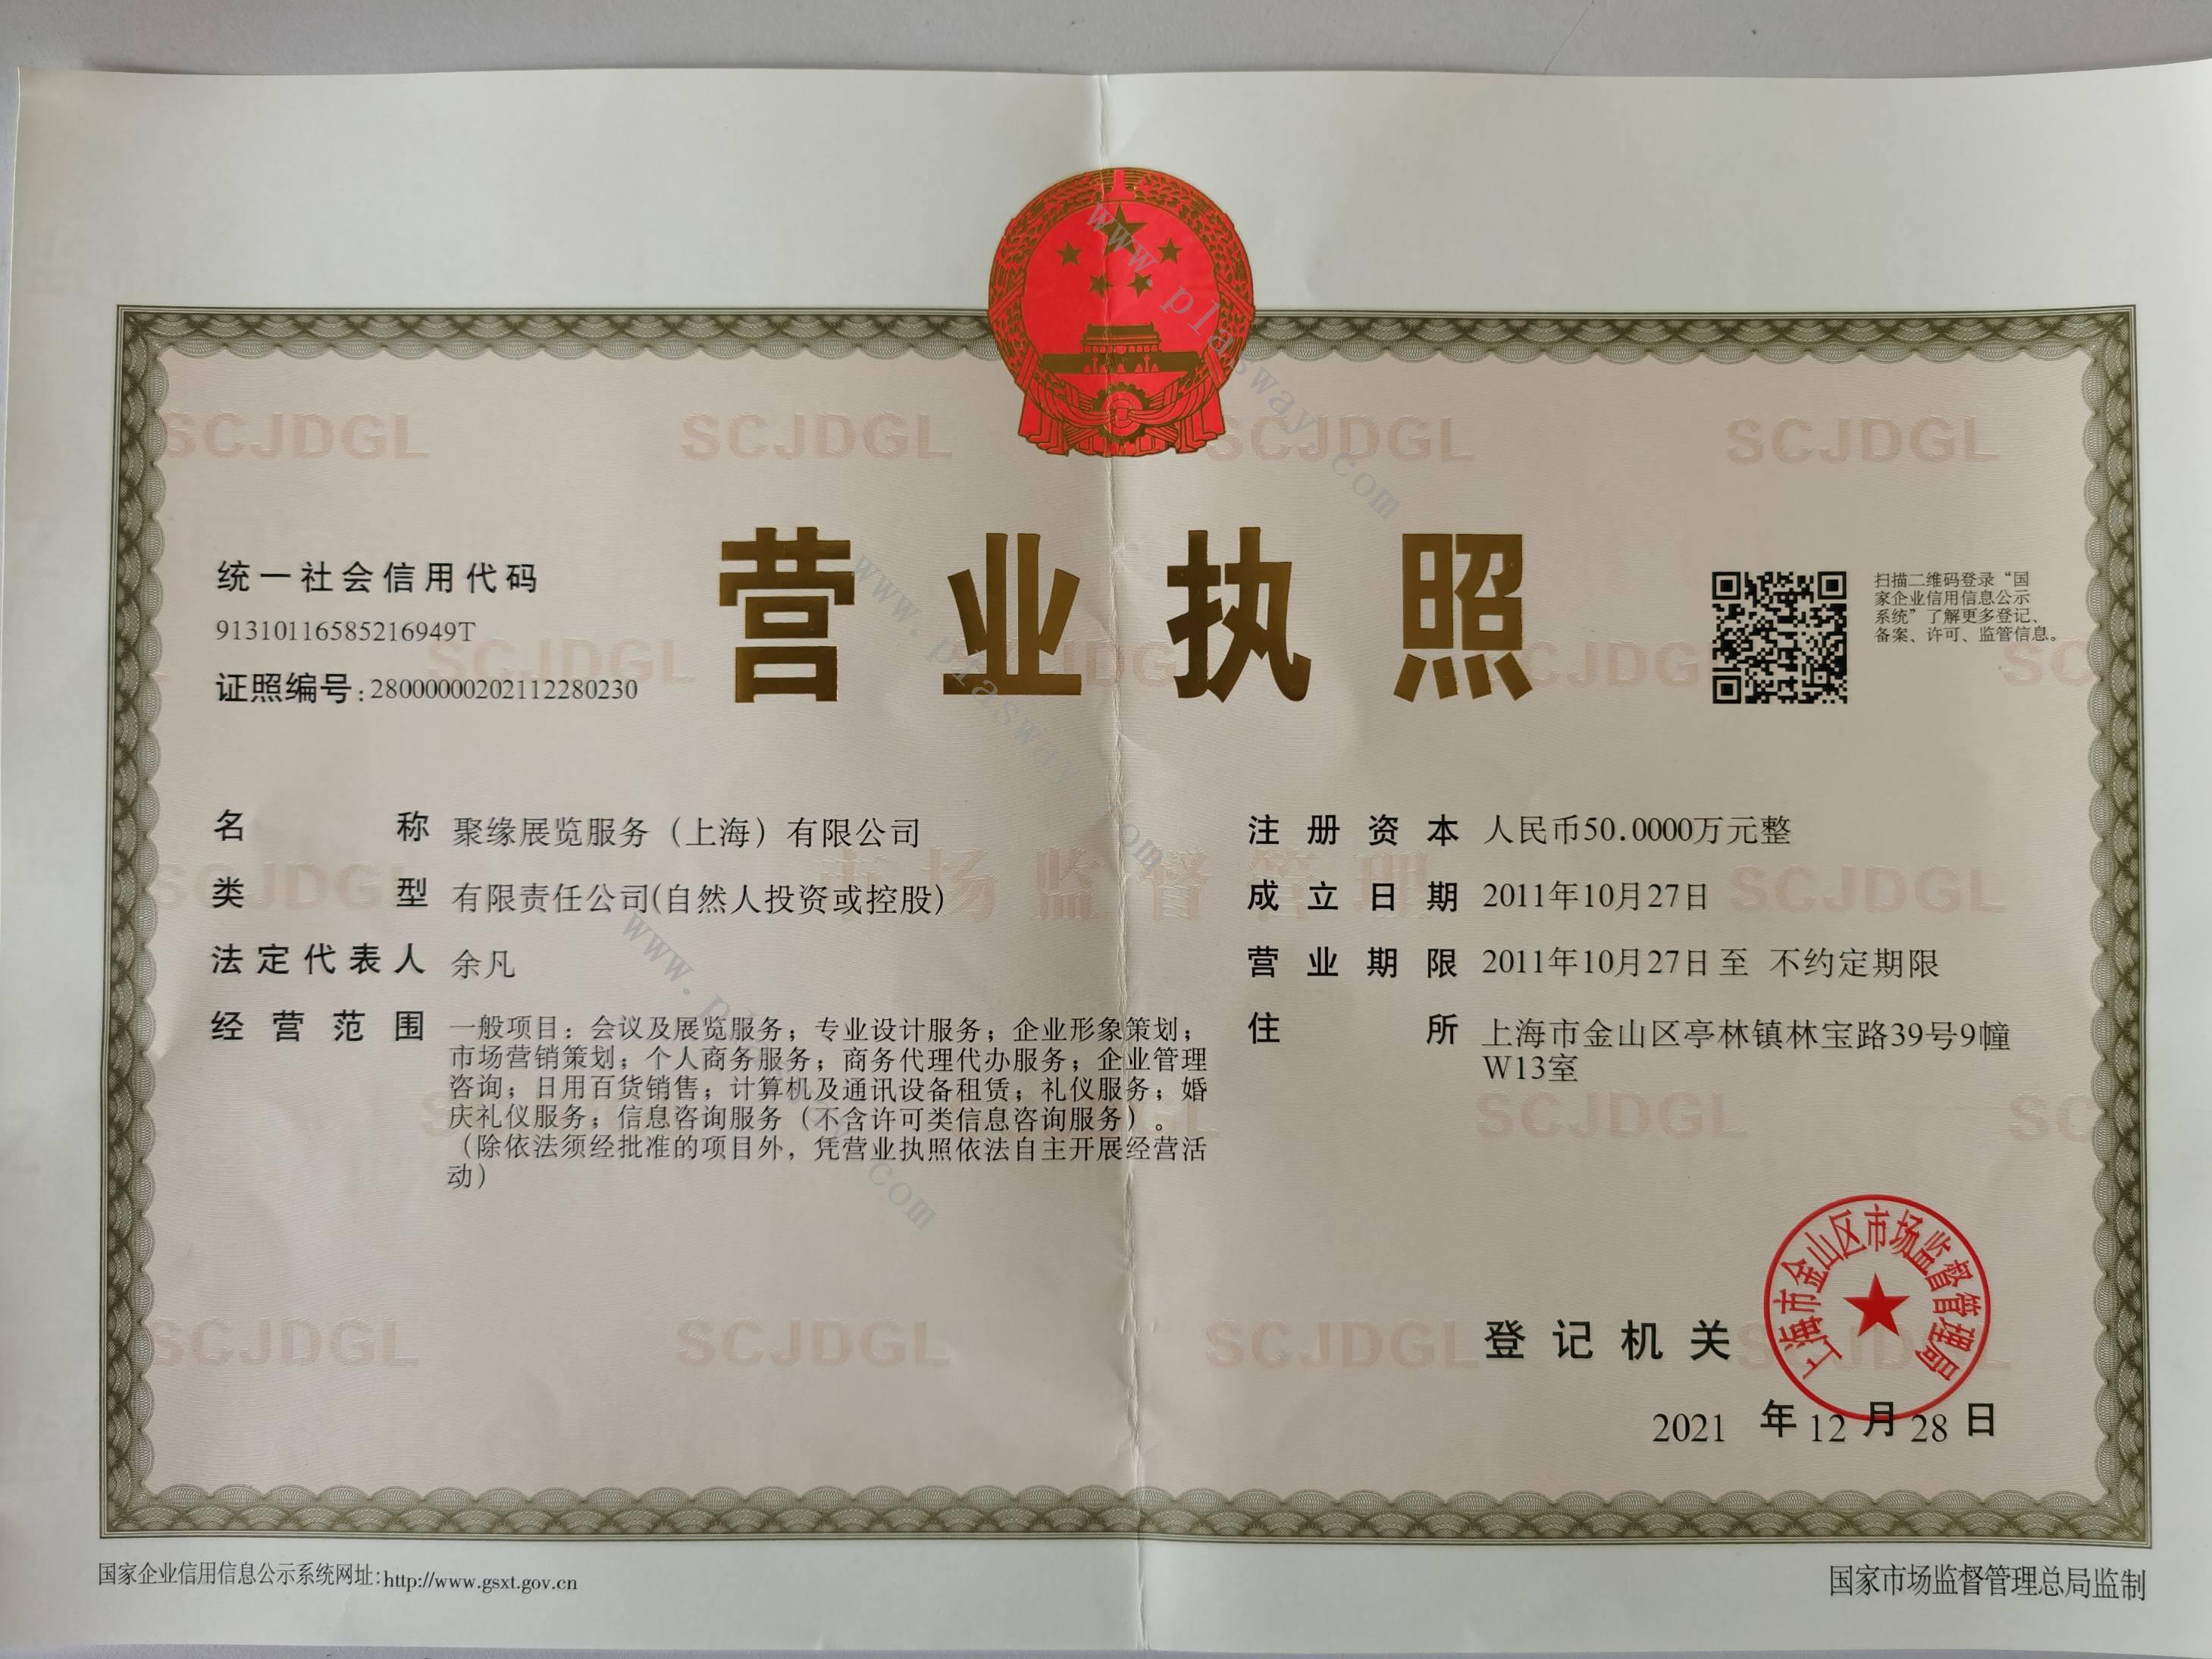 营业执照
统一社会信用代码
91310116585216949T
证照编号:28000000202112280230
扫描二维码登录“国
家企业信用信息公示
系统”了解更多登记、
备案、许可、监管信息。
名称 聚缘展览服务（上海）有限公司
类型 有限责任公司(自然人投资或控股)
法定代表人 余凡
经营范围 一般项目：会议及展览服务；专业设计服务；企业形象策划；
市场营销策划；个人商务服务；商务代理代办服务；企业管理
咨询；日用百货销售；计算机及通讯设备租赁；礼仪服务；婚
庆礼仪服务；信息咨询服务（不含许可类信息咨询服务）。
（除依法须经批准的项目外，凭营业执照依法自主开展经营活
动）
注册资本 人民币50.0000万元整
成立日期 2011年10月27日
营业期限 2011年10月27日 至 不约定期限
住所 上海市金山区亭林镇林宝路39号9幢
W13室
登记机关
上海市金山区市场监督管理局
2021 年 12 月 28 日
国家企业信用信息公示系统网址:http://www.gsxt.gov.cn
国家市场监督管理总局监制
SCJDGL
市场监督管理
www.plasway.com